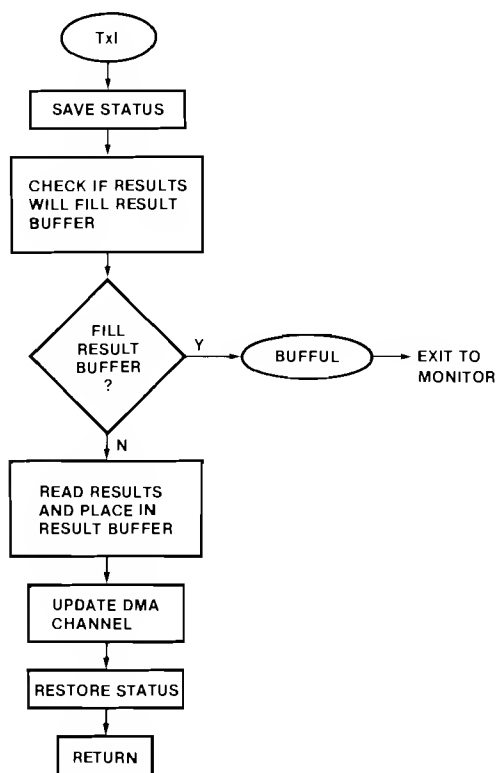 TxI
SAVE STATUS
CHECK IF RESULTS
WILL FILL RESULT
BUFFER
FILL
RESULT
BUFFER
?
Y
BUFFUL
EXIT TO
MONITOR
N
READ RESULTS
AND PLACE IN
RESULT BUFFER
UPDATE DMA
CHANNEL
RESTORE STATUS
RETURN